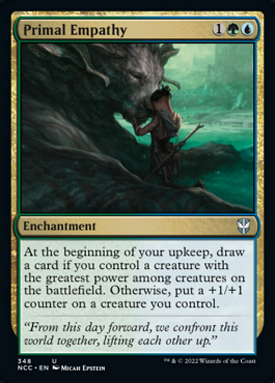 Primal Empathy 1
Enchantment
At the beginning of your upkeep, draw
a card if you control a creature with
the greatest power among creatures on
the battlefield. Otherwise, put a +1/+1
counter on a creature you control.
“From this day forward, we confront this
world together, lifting each other up.”
348 U
NCC • EN MICAH EPSTEIN
™ & © 2022 Wizards of the Coast